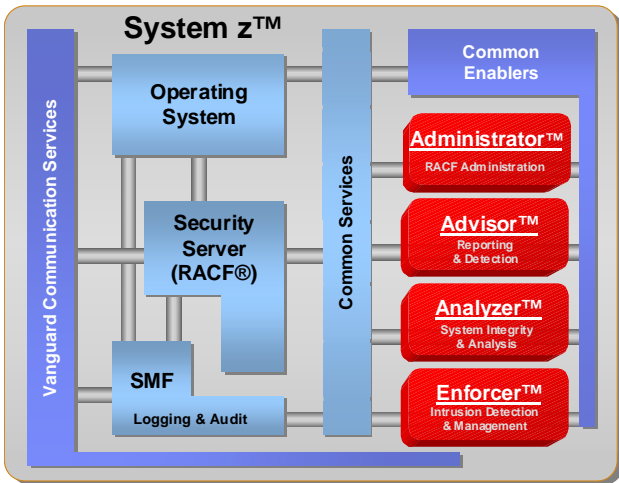 System z™
Common
Enablers
Operating
System
Administrator™
RACF Administration
Vanguard Communication Services
Common Services
Security
Server
(RACF®)
Advisor™
Reporting
& Detection
Analyzer™
System Integrity
& Analysis
SMF
Logging & Audit
Enforcer™
Intrusion Detection
& Management